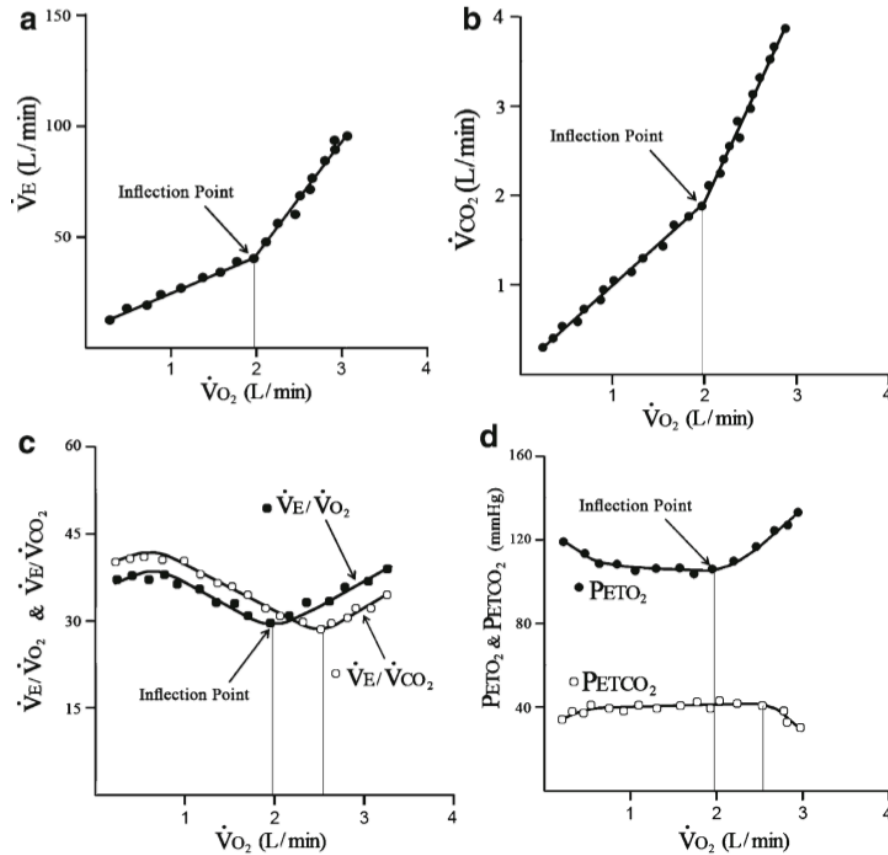 a
150
100
50
V̇E (L/min)
Inflection Point
1
2
3
4
V̇O₂ (L/min)
b
4
3
2
1
V̇CO₂ (L/min)
Inflection Point
1
2
3
4
V̇O₂ (L/min)
c
60
45
30
15
V̇E/V̇O₂ & V̇E/V̇CO₂
V̇E/V̇O₂
Inflection Point
V̇E/V̇CO₂
1
2
3
4
V̇O₂ (L/min)
d
160
120
80
40
PETO₂ & PETCO₂ (mmHg)
Inflection Point
PETO₂
PETCO₂
1
2
3
4
V̇O₂ (L/min)